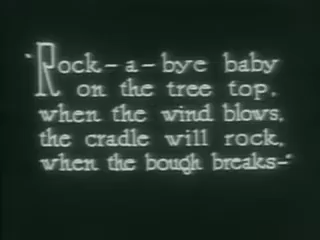 "Rock-a-bye baby
on the tree top,
when the wind blows,
the cradle will rock,
when the bough breaks-"